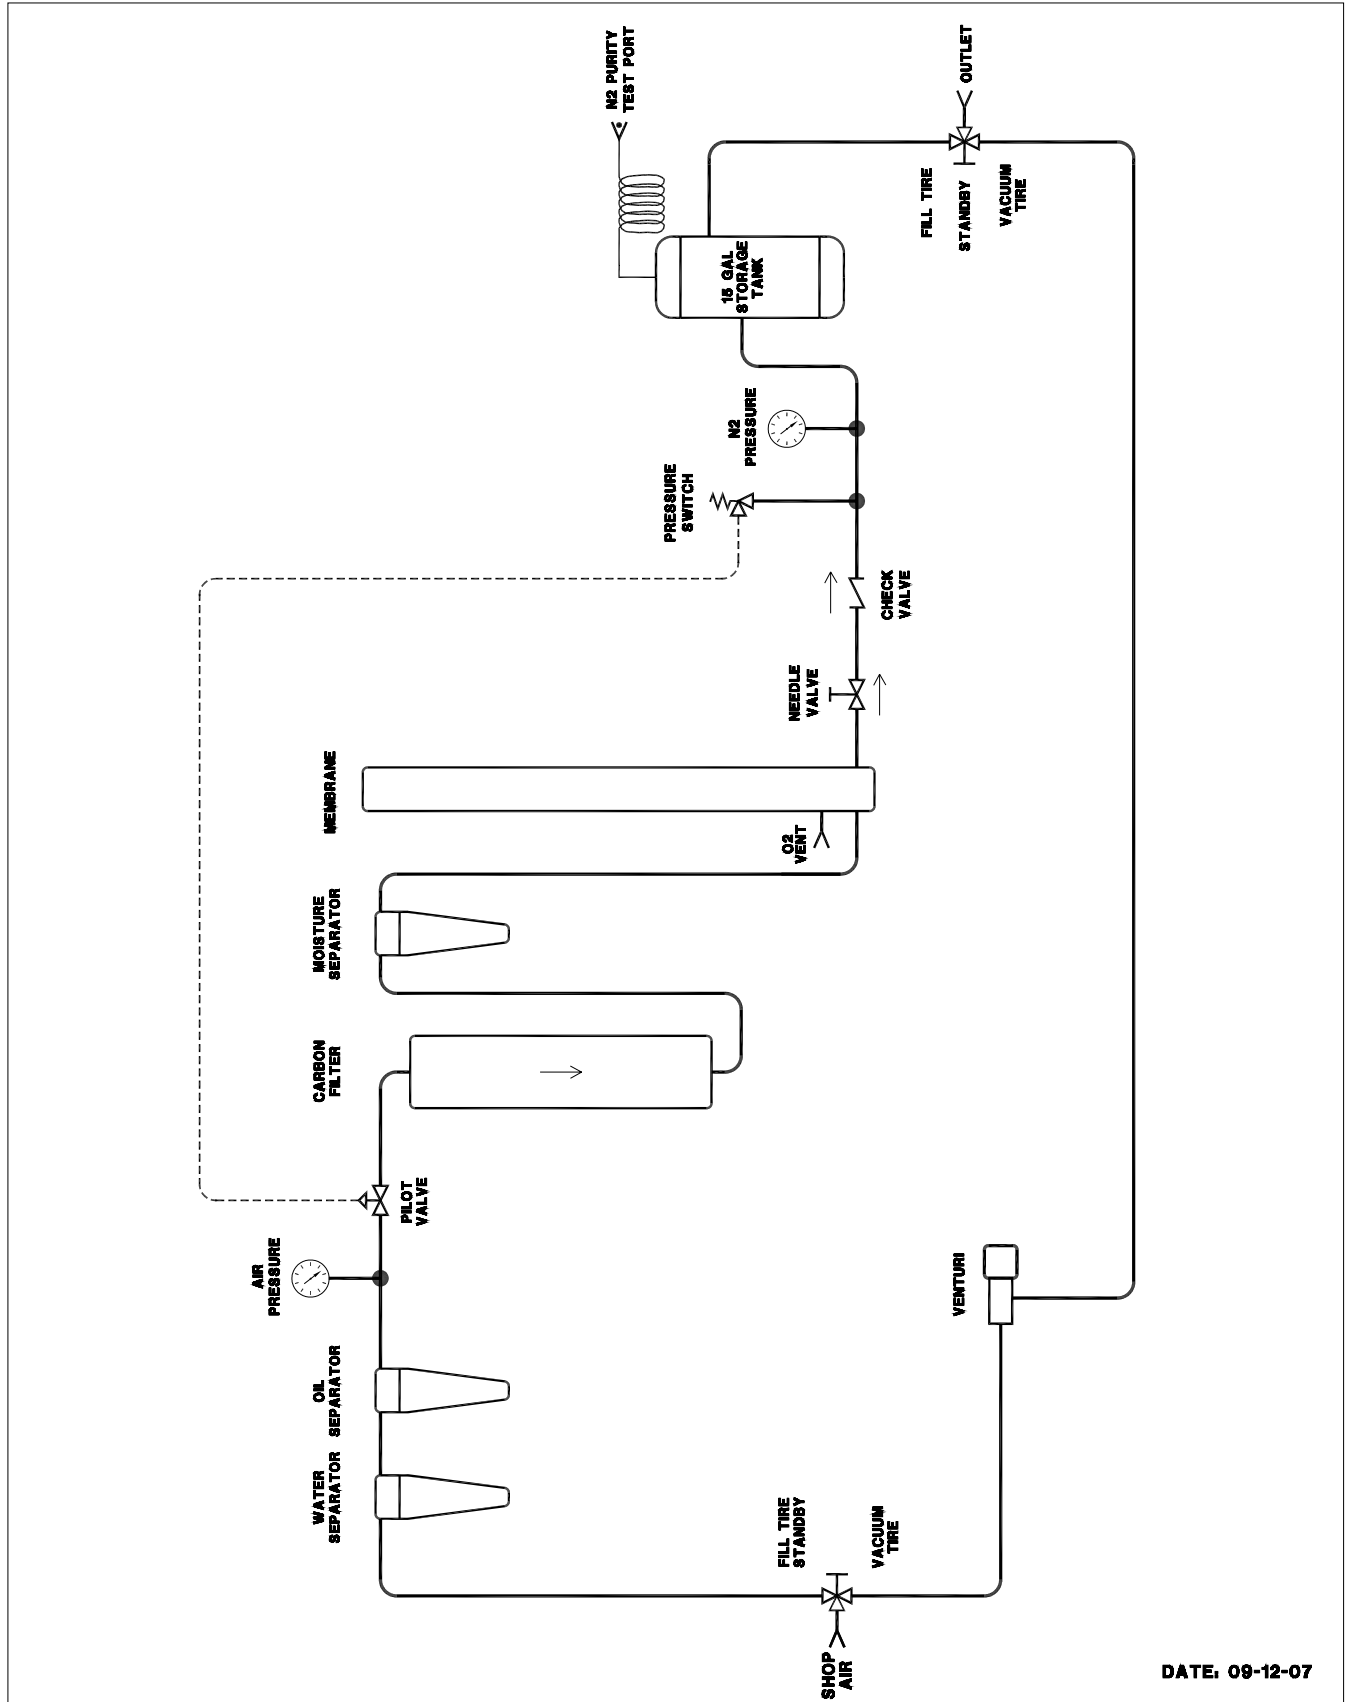 N2 PURITY
TEST PORT
OUTLET
FILL TIRE
STANDBY
VACUUM
TIRE
15 GAL
STORAGE
TANK
N2
PRESSURE
PRESSURE
SWITCH
CHECK
VALVE
NEEDLE
VALVE
MEMBRANE
O2
VENT
MOISTURE
SEPARATOR
CARBON
FILTER
PILOT
VALVE
AIR
PRESSURE
VENTURI
OIL
SEPARATOR
WATER
SEPARATOR
FILL TIRE
STANDBY
VACUUM
TIRE
SHOP
AIR
DATE: 09-12-07